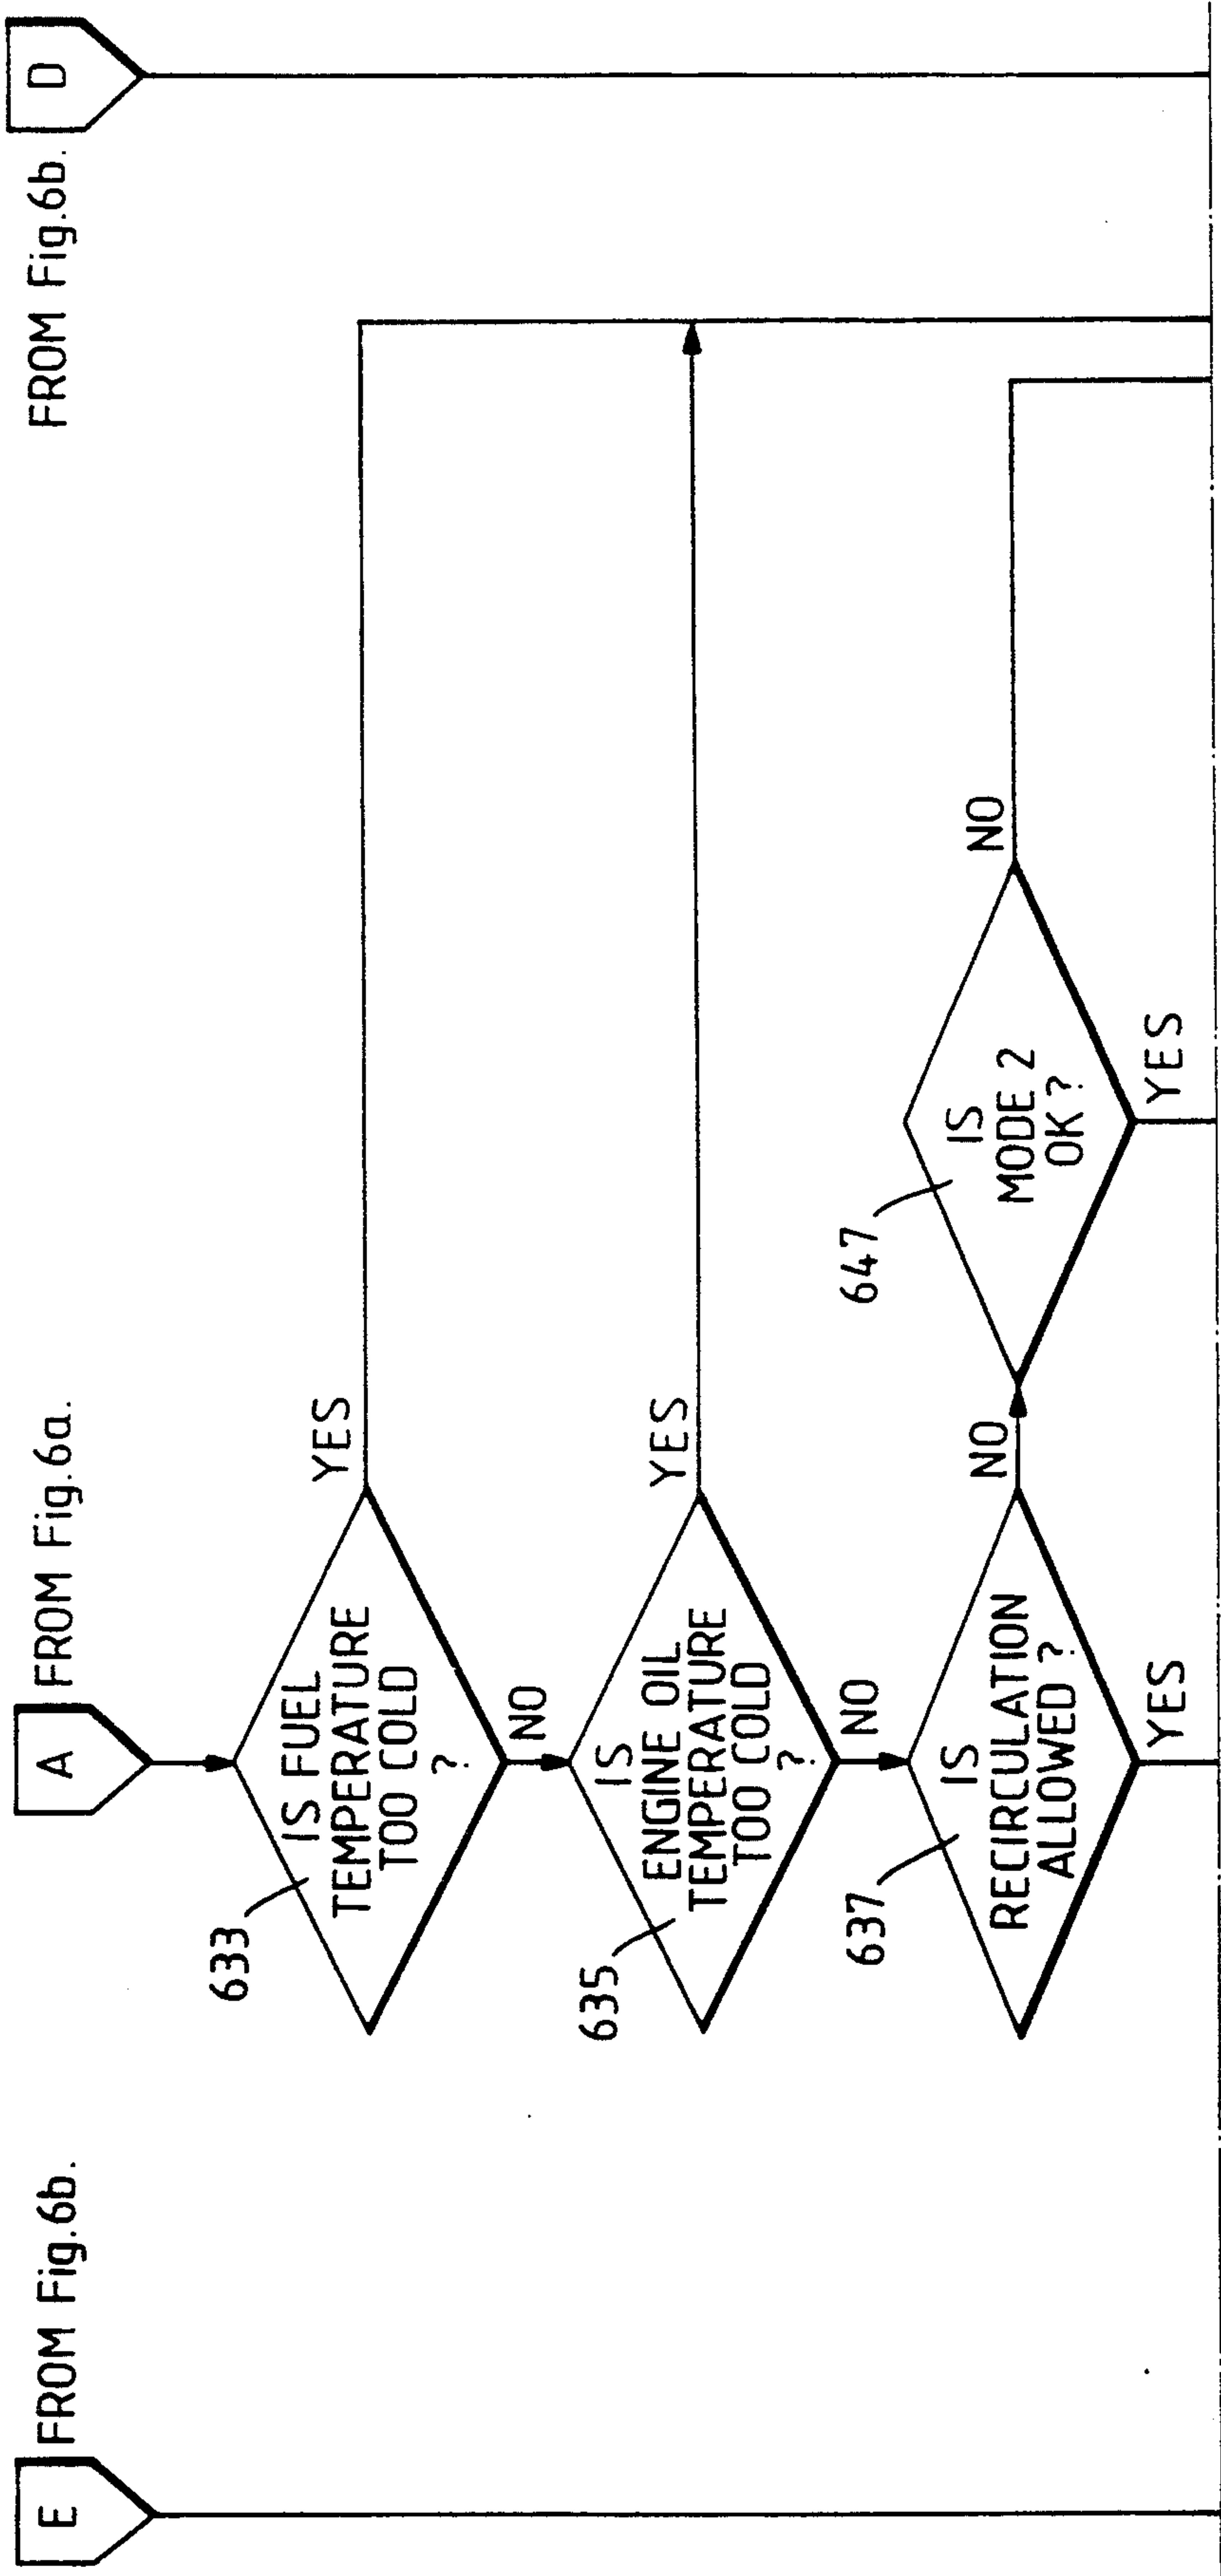 E
FROM Fig.6b.
A
FROM Fig.6a.
FROM Fig.6b.
D
633
IS FUEL
TEMPERATURE
TOO COLD
?
YES
NO
635
IS
ENGINE OIL
TEMPERATURE
TOO COLD
?
YES
NO
637
IS
RECIRCULATION
ALLOWED ?
NO
YES
647
IS
MODE 2
OK ?
NO
YES